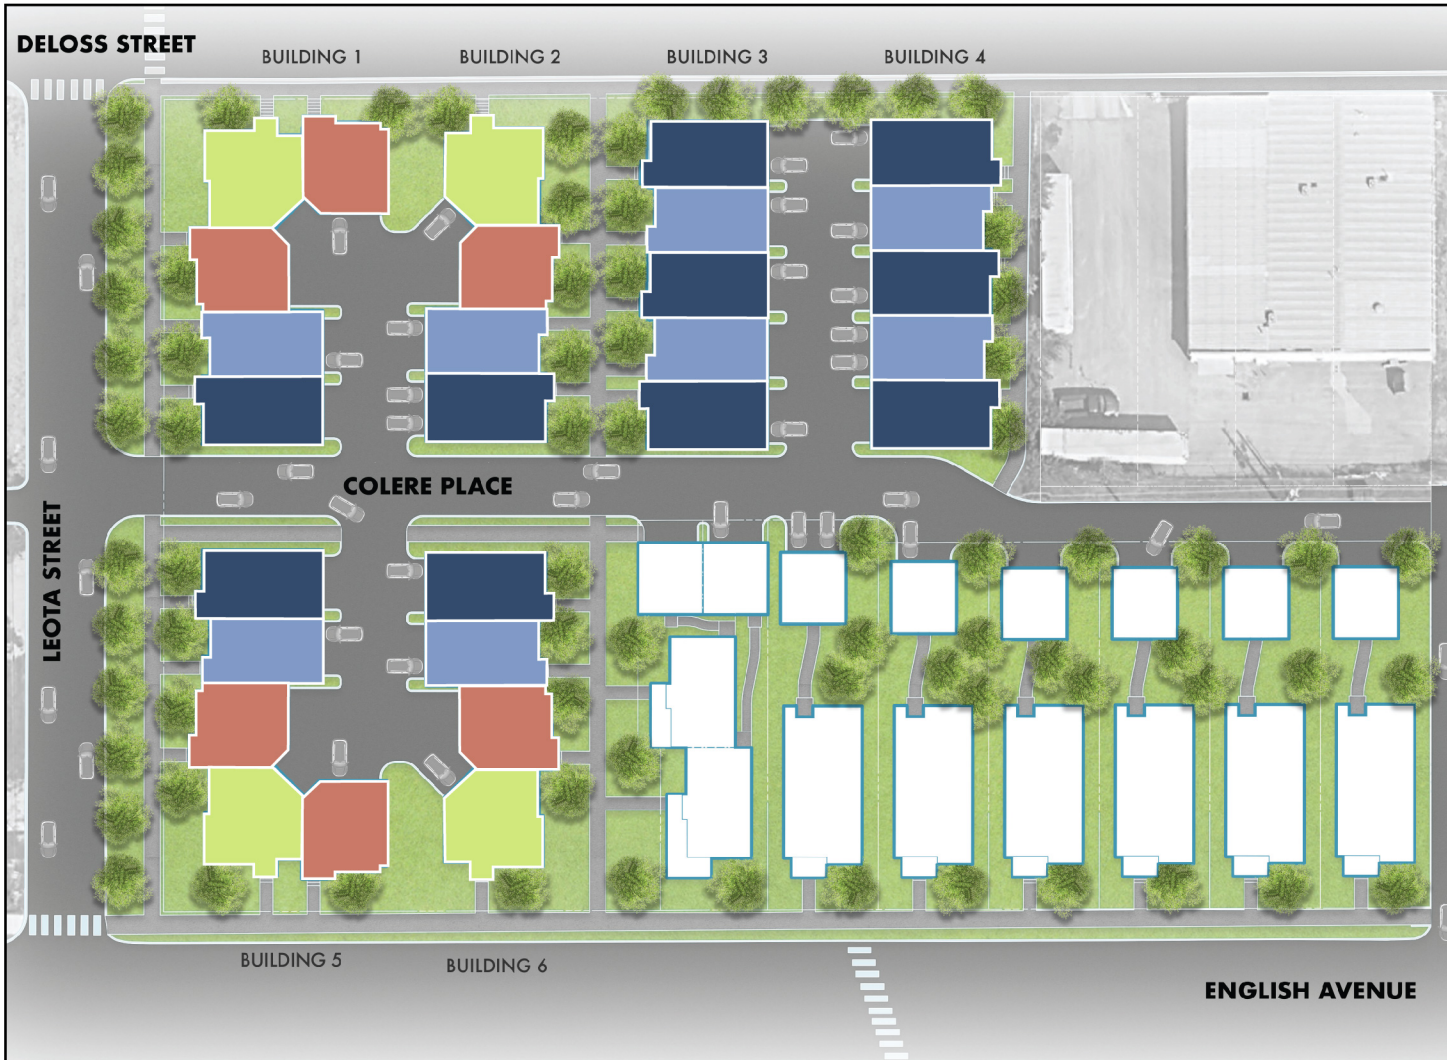 DELOSS STREET
BUILDING 1
BUILDING 2
BUILDING 3
BUILDING 4
COLERE PLACE
LEOTA STREET
BUILDING 5
BUILDING 6
ENGLISH AVENUE